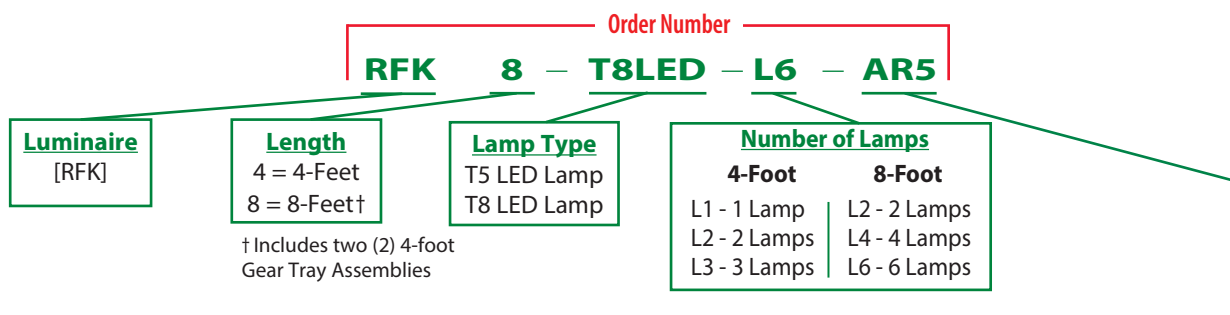 Order Number
RFK 8 – T8LED – L6 – AR5
Luminaire
[RFK]
Length
4 = 4-Feet
8 = 8-Feet†
† Includes two (2) 4-foot
Gear Tray Assemblies
Lamp Type
T5 LED Lamp
T8 LED Lamp
Number of Lamps
4-Foot 8-Foot
L1 - 1 Lamp L2 - 2 Lamps
L2 - 2 Lamps L4 - 4 Lamps
L3 - 3 Lamps L6 - 6 Lamps